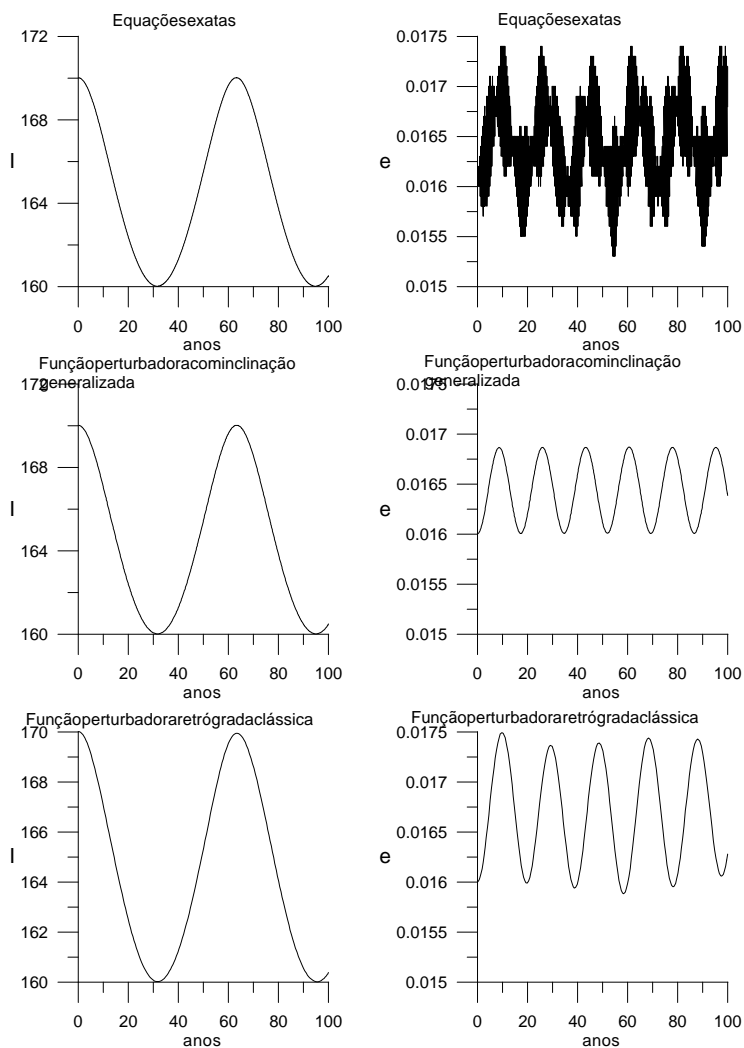 Equaçõesexatas
172
168
I
164
160
0 20 40 60 80 100
anos
Equaçõesexatas
0.0175
0.017
0.0165
e
0.016
0.0155
0.015
0 20 40 60 80 100
anos
Funçãoperturbadoracominclinação
generalizada
172
168
I
164
160
0 20 40 60 80 100
anos
Funçãoperturbadoracominclinação
generalizada
0.0175
0.017
0.0165
e
0.016
0.0155
0.015
0 20 40 60 80 100
anos
Funçãoperturbadoraretrógradaclássica
170
168
166
I
164
162
160
0 20 40 60 80 100
anos
Funçãoperturbadoraretrógradaclássica
0.0175
0.017
0.0165
e
0.016
0.0155
0.015
0 20 40 60 80 100
anos